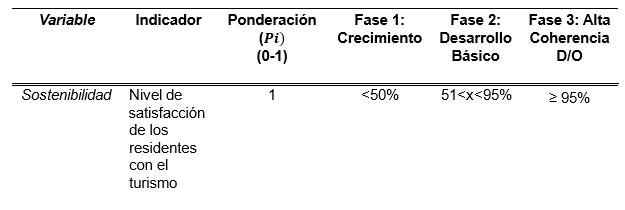 Variable Indicador Ponderación Fase 1: Fase 2: Fase 3: Alta
(Pi) Crecimiento Desarrollo Coherencia
(0-1) Básico D/O
Sostenibilidad Nivel de 1 <50% 51<x<95% ≥ 95%
satisfacción
de los
residentes
con el
turismo